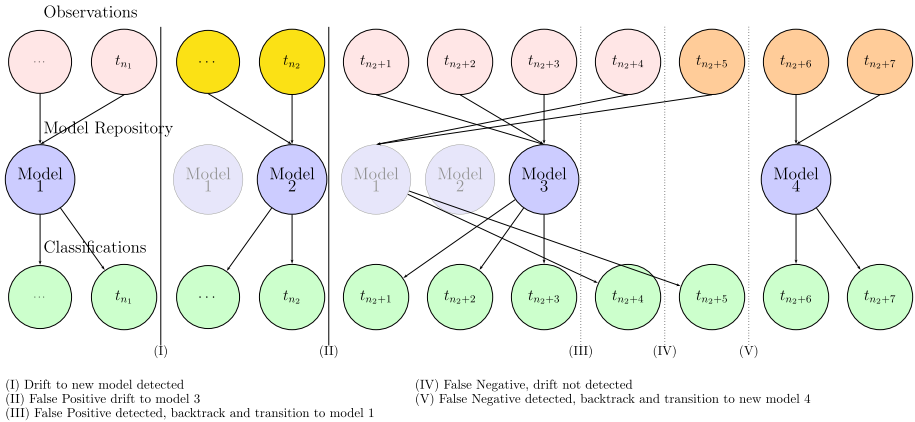 Observations
... t_{n_1} ... t_{n_2} t_{n_2+1} t_{n_2+2} t_{n_2+3} t_{n_2+4} t_{n_2+5} t_{n_2+6} t_{n_2+7}
Model Repository
Model 1 Model 1 Model 2 Model 1 Model 2 Model 3 Model 4
Classifications
... t_{n_1} ... t_{n_2} t_{n_2+1} t_{n_2+2} t_{n_2+3} t_{n_2+4} t_{n_2+5} t_{n_2+6} t_{n_2+7}
(I) (II) (III) (IV) (V)
(I) Drift to new model detected
(II) False Positive drift to model 3
(III) False Positive detected, backtrack and transition to model 1
(IV) False Negative, drift not detected
(V) False Negative detected, backtrack and transition to new model 4